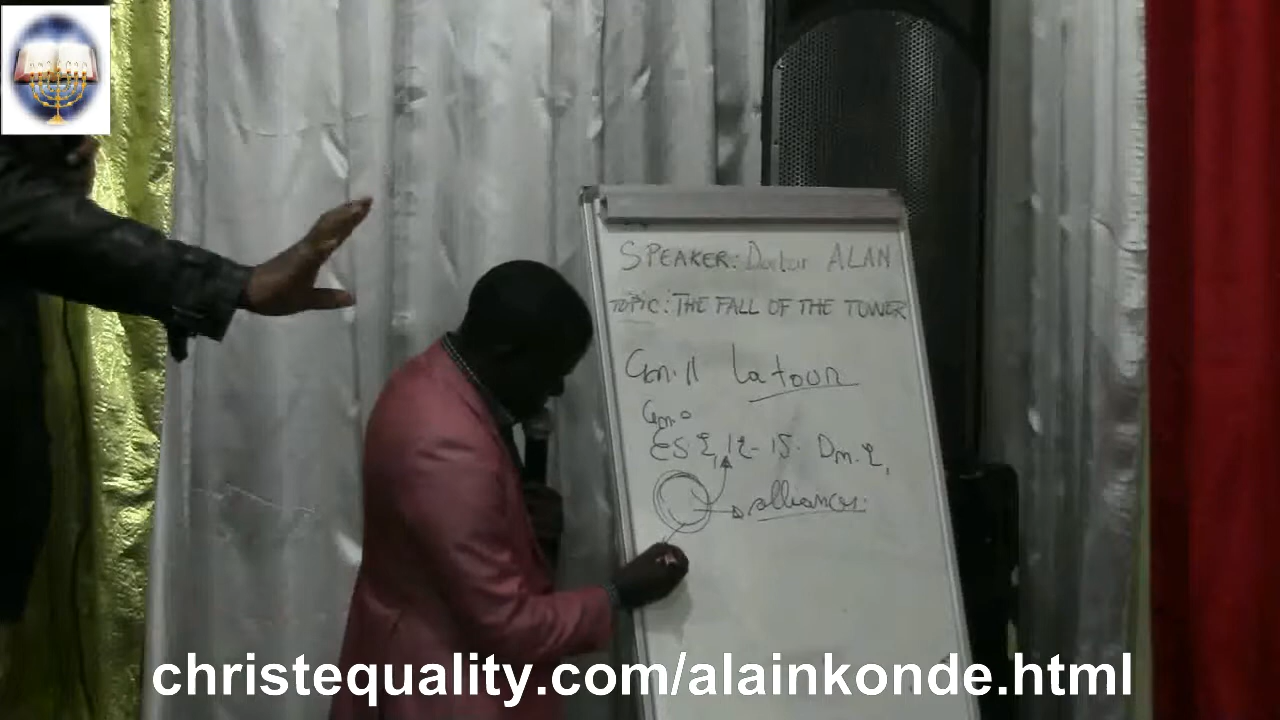 SPEAKER: Doctor ALAN
TOPIC: THE FALL OF THE TOWER
Gen. 11 La tour
ES 2, 12-15. Dn. 2,
alliances.
christequality.com/alainkonde.html